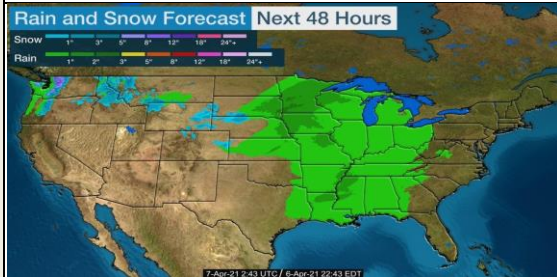 Rain and Snow Forecast Next 48 Hours
Snow
1" 3" 5" 8" 12" 18" 24"+
Rain
1" 2" 3" 5" 8" 12" 18" 24"+
7-Apr-21 2:43 UTC / 6-Apr-21 22:43 EDT